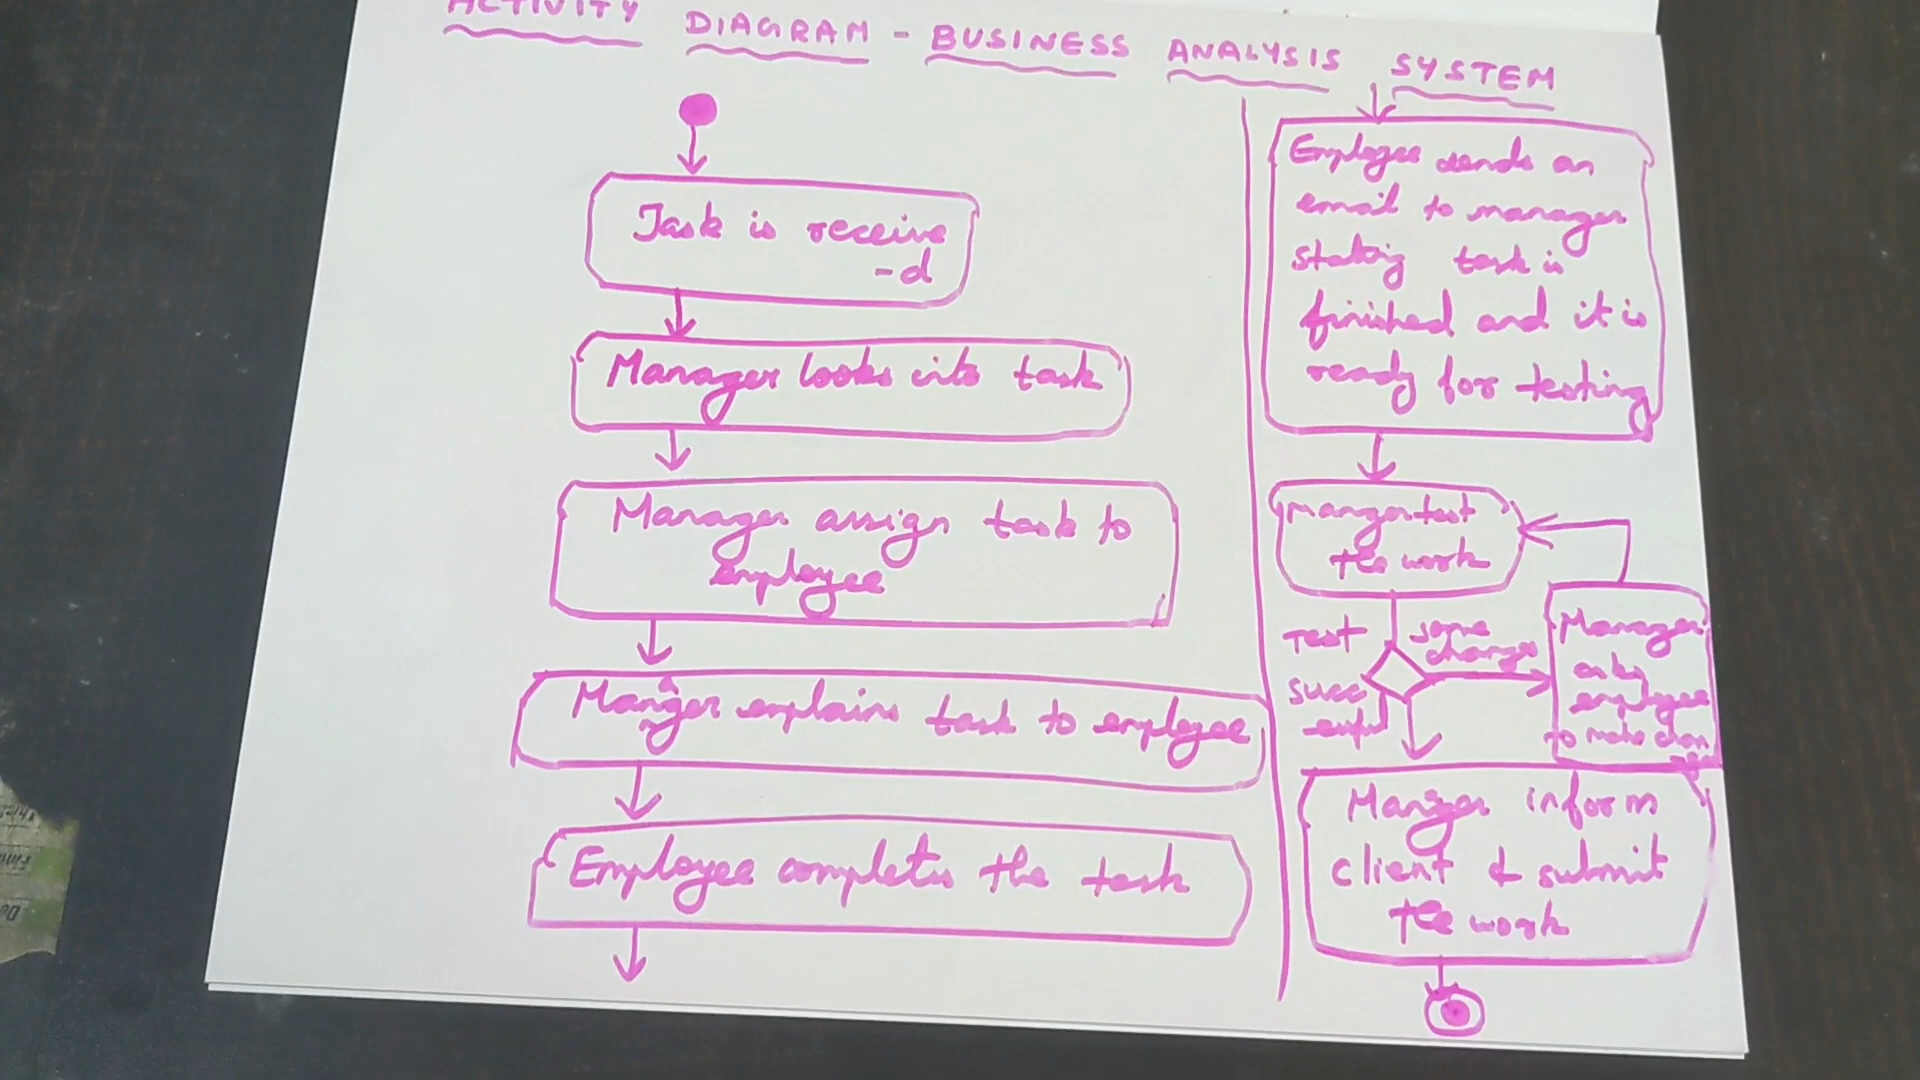 ACTIVITY DIAGRAM - BUSINESS ANALYSIS SYSTEM
Task is receive
-d
Manager looks into task
Manager assign task to
employee
Manager explains task to employee
Employee completes the task
Employee sends an
email to manager
stating task is
finished and it is
ready for testing
manger test
the work
Test
succ
essful
some
changes
Manager
asks
employee
to make chan
ges
Manager inform
client & submit
the work